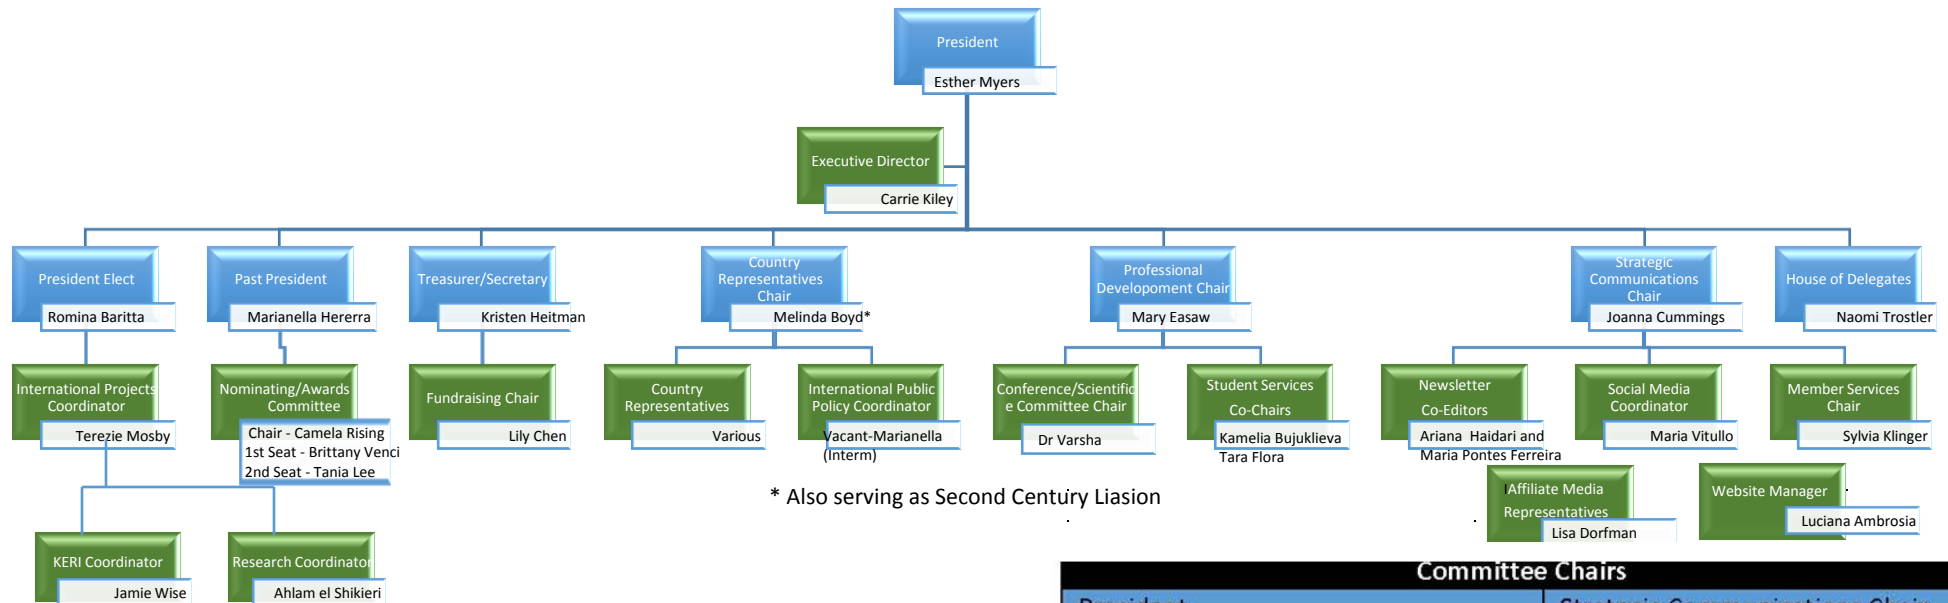 President
Esther Myers
Executive Director
Carrie Kiley
President Elect
Romina Baritta
Past President
Marianella Hererra
Treasurer/Secretary
Kristen Heitman
Country
Representatives
Chair
Melinda Boyd*
Professional
Developoment Chair
Mary Easaw
Strategic
Communications
Chair
Joanna Cummings
House of Delegates
Naomi Trostler
International Projects
Coordinator
Terezie Mosby
Nominating/Awards
Committee
Chair - Camela Rising
1st Seat - Brittany Venci
2nd Seat - Tania Lee
Fundraising Chair
Lily Chen
Country
Representatives
Various
International Public
Policy Coordinator
Vacant-Marianella
(Interm)
Conference/Scientific
e Committee Chair
Dr Varsha
Student Services
Co-Chairs
Kamelia Bujuklieva
Tara Flora
Newsletter
Co-Editors
Ariana Haidari and
Maria Pontes Ferreira
Social Media
Coordinator
Maria Vitullo
Member Services
Chair
Sylvia Klinger
* Also serving as Second Century Liasion
Affiliate Media
Representatives
Lisa Dorfman
Website Manager
Luciana Ambrosia
KERI Coordinator
Jamie Wise
Research Coordinator
Ahlam el Shikieri
Committee Chairs
President
Strategic Communications Chair